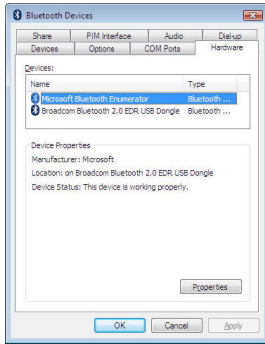 Bluetooth Devices
Share PIM Interface Audio Dial-up
Devices Options COM Ports Hardware
Devices:
Name Type
Microsoft Bluetooth Enumerator Bluetooth ...
Broadcom Bluetooth 2.0 EDR USB Dongle Bluetooth ...
Device Properties
Manufacturer: Microsoft
Location: on Broadcom Bluetooth 2.0 EDR USB Dongle
Device Status: This device is working properly.
Properties
OK Cancel Apply